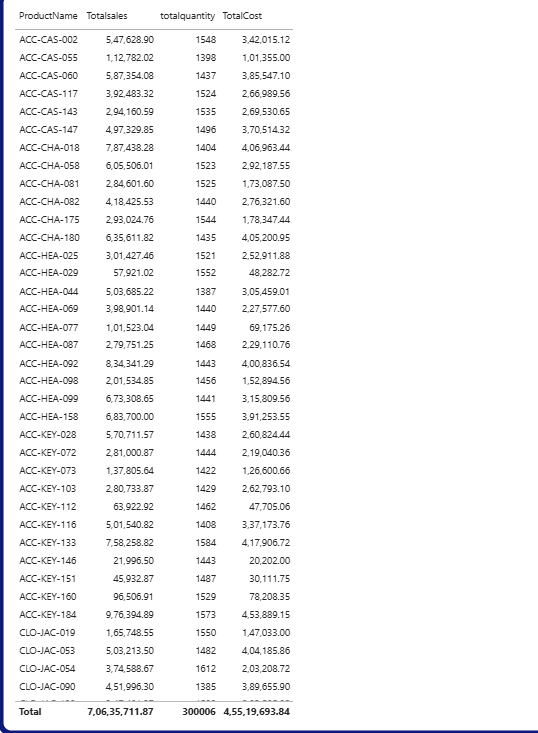 ProductName Totalsales totalquantity TotalCost
ACC-CAS-002 5,47,628.90 1548 3,42,015.12
ACC-CAS-055 1,12,782.02 1398 1,01,355.00
ACC-CAS-060 5,87,354.08 1437 3,85,547.10
ACC-CAS-117 3,92,483.32 1524 2,66,989.56
ACC-CAS-143 2,94,160.59 1535 2,69,530.65
ACC-CAS-147 4,97,329.85 1496 3,70,514.32
ACC-CHA-018 7,87,438.28 1404 4,06,963.44
ACC-CHA-058 6,05,506.01 1523 2,92,187.55
ACC-CHA-081 2,84,601.60 1525 1,73,087.50
ACC-CHA-082 4,18,425.53 1440 2,76,321.60
ACC-CHA-175 2,93,024.76 1544 1,78,347.44
ACC-CHA-180 6,35,611.82 1435 4,05,200.95
ACC-HEA-025 3,01,427.46 1521 2,52,911.88
ACC-HEA-029 57,921.02 1552 48,282.72
ACC-HEA-044 5,03,685.22 1387 3,05,459.01
ACC-HEA-069 3,98,901.14 1440 2,27,577.60
ACC-HEA-077 1,01,523.04 1449 69,175.26
ACC-HEA-087 2,79,751.25 1468 2,29,110.76
ACC-HEA-092 8,34,341.29 1443 4,00,836.54
ACC-HEA-098 2,01,534.85 1456 1,52,894.56
ACC-HEA-099 6,73,308.65 1441 3,15,809.56
ACC-HEA-158 6,83,700.00 1555 3,91,253.55
ACC-KEY-028 5,70,711.57 1438 2,60,824.44
ACC-KEY-072 2,81,000.87 1444 2,19,040.36
ACC-KEY-073 1,37,805.64 1422 1,26,600.66
ACC-KEY-103 2,80,733.87 1429 2,62,793.10
ACC-KEY-112 63,922.92 1462 47,705.06
ACC-KEY-116 5,01,540.82 1408 3,37,173.76
ACC-KEY-133 7,58,258.82 1584 4,17,906.72
ACC-KEY-146 21,996.50 1443 20,202.00
ACC-KEY-151 45,932.87 1487 30,111.75
ACC-KEY-160 96,506.91 1529 78,208.35
ACC-KEY-184 9,76,394.89 1573 4,53,889.15
CLO-JAC-019 1,65,748.55 1550 1,47,033.00
CLO-JAC-053 5,03,213.50 1482 4,04,185.86
CLO-JAC-054 3,74,588.67 1612 2,03,208.72
CLO-JAC-090 4,51,996.30 1385 3,89,655.90
Total 7,06,35,711.87 300006 4,55,19,693.84